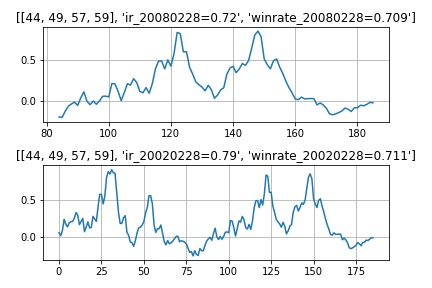 [[44, 49, 57, 59], 'ir_20080228=0.72', 'winrate_20080228=0.709']
0.5
0.0
80 100 120 140 160 180
[[44, 49, 57, 59], 'ir_20020228=0.79', 'winrate_20020228=0.711']
0.5
0.0
0 25 50 75 100 125 150 175